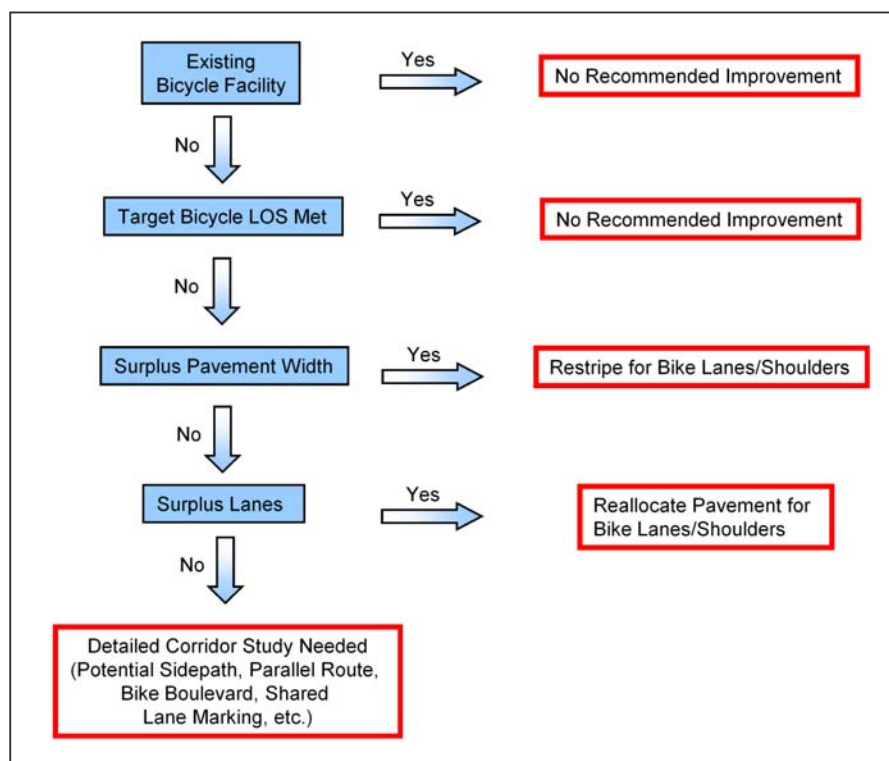 Existing
Bicycle Facility
Yes
No Recommended Improvement
No
Target Bicycle LOS Met
Yes
No Recommended Improvement
No
Surplus Pavement Width
Yes
Restripe for Bike Lanes/Shoulders
No
Surplus Lanes
Yes
Reallocate Pavement for
Bike Lanes/Shoulders
No
Detailed Corridor Study Needed
(Potential Sidepath, Parallel Route,
Bike Boulevard, Shared
Lane Marking, etc.)